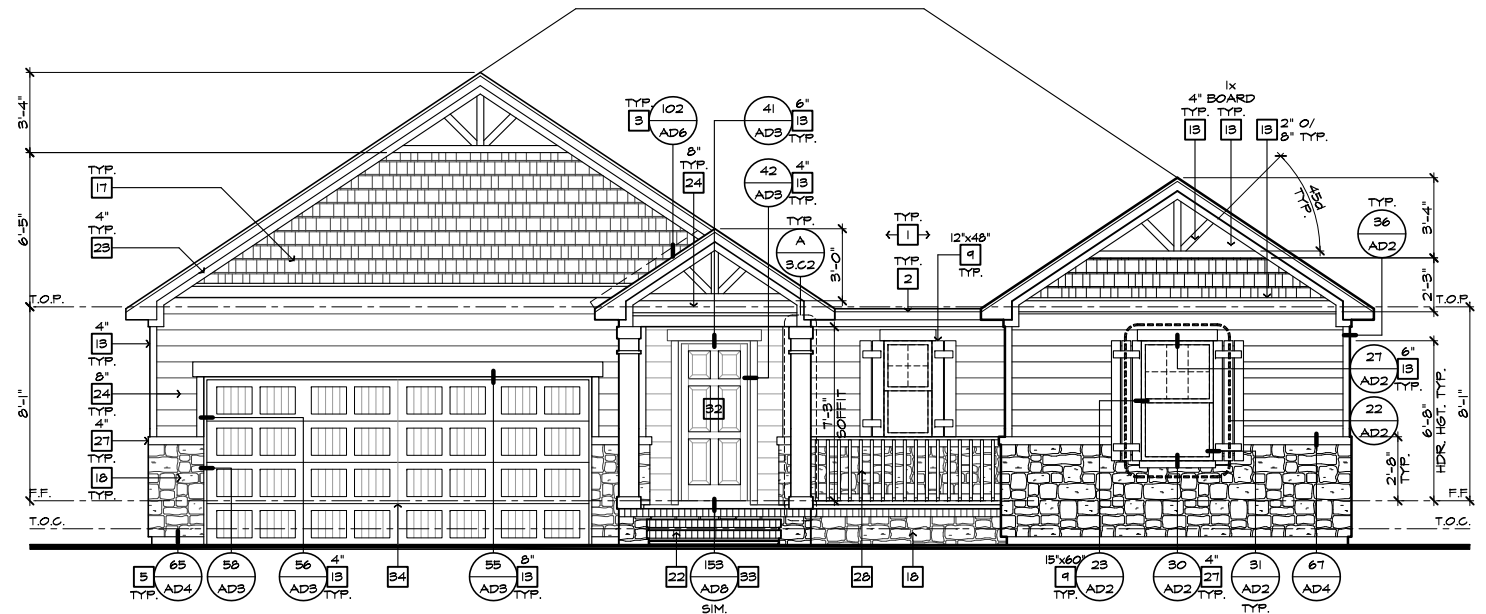 3'-4"
6'-5"
8'-1"
TYP.
17
4"
TYP.
23
T.O.P.
4"
13
TYP.
8"
24
TYP.
4"
27
TYP.
18
TYP.
F.F.
T.O.C.
TYP.
3
102
AD6
8"
TYP.
24
41
AD3
6"
13
TYP.
42
AD3
4"
13
TYP.
TYP.
A
3.C2
3'-0"
TYP.
1
TYP.
2
12"x48"
9
TYP.
1x
4" BOARD
TYP. TYP.
13 13
13 2" O/
8" TYP.
45d
TYP.
TYP.
36
AD2
3'-4"
2'-3"
T.O.P.
32
7'-3"
SOFFIT
27
AD2
6"
13
TYP.
22
AD2
2'-8"
TYP.
6'-8"
HDR. HGT. TYP.
8'-1"
F.F.
T.O.C.
5
TYP.
65
AD4
58
AD3
56
AD3
4"
13
TYP.
34
55
AD3
8"
13
TYP.
22
153
AD8
SIM.
33
28
18
15"x60"
9
TYP.
23
AD2
30
AD2
4"
27
TYP.
31
AD2
TYP.
67
AD4